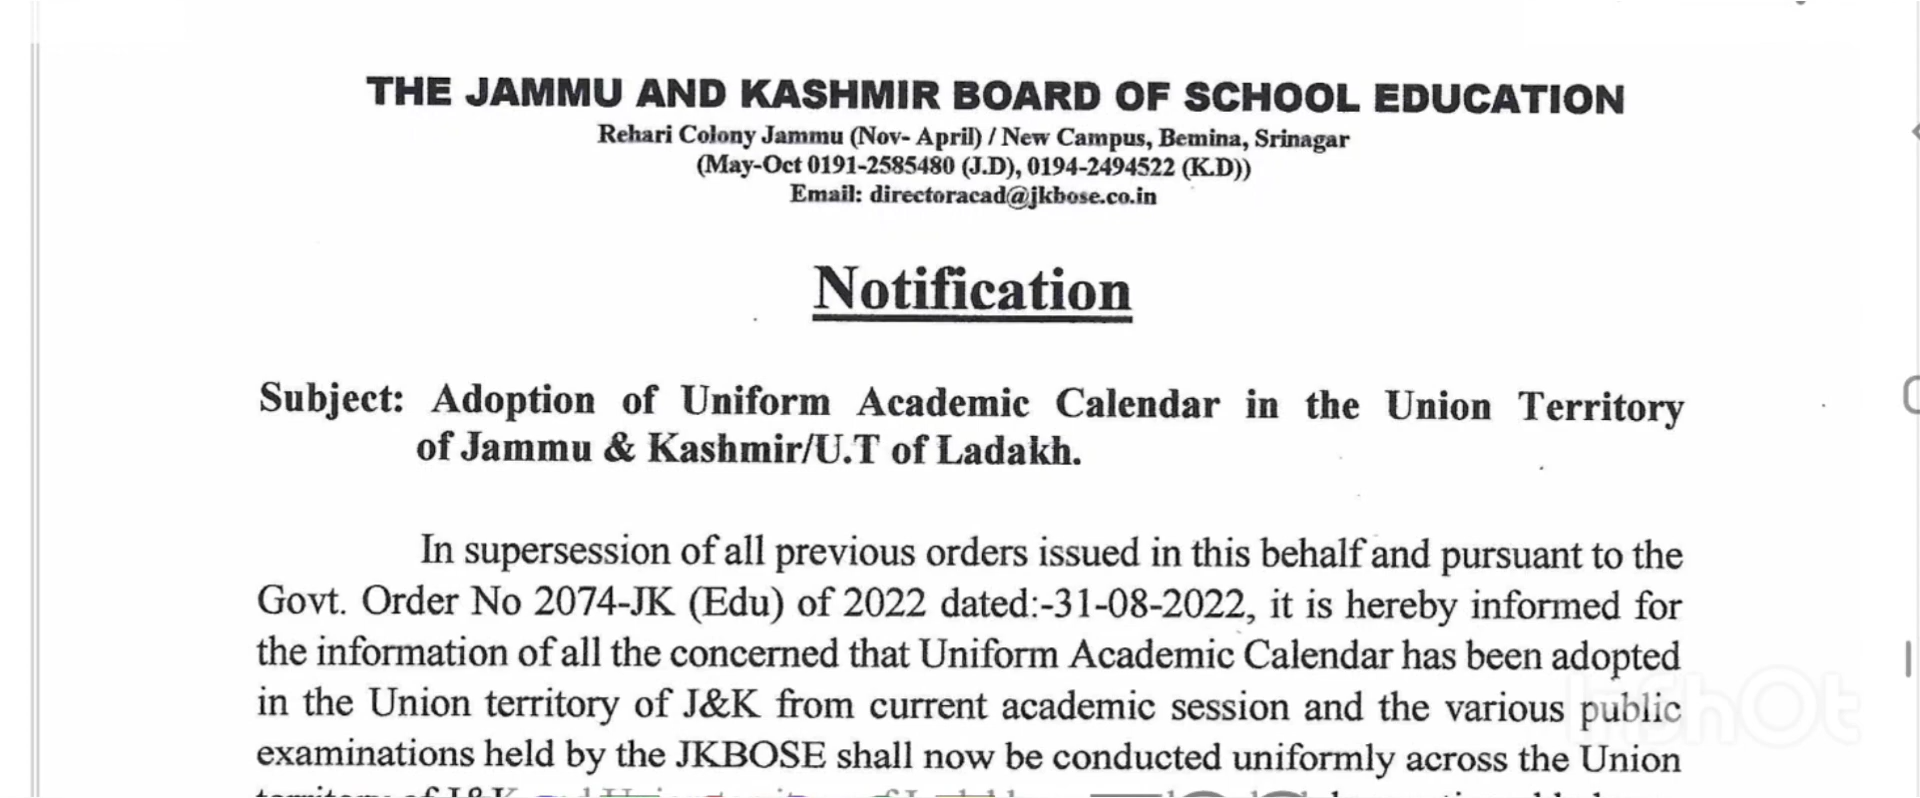 THE JAMMU AND KASHMIR BOARD OF SCHOOL EDUCATION
Rehari Colony Jammu (Nov- April) / New Campus, Bemina, Srinagar
(May-Oct 0191-2585480 (J.D), 0194-2494522 (K.D))
Email: directoracad@jkbose.co.in
Notification
Subject: Adoption of Uniform Academic Calendar in the Union Territory
of Jammu & Kashmir/U.T of Ladakh.
In supersession of all previous orders issued in this behalf and pursuant to the
Govt. Order No 2074-JK (Edu) of 2022 dated:-31-08-2022, it is hereby informed for
the information of all the concerned that Uniform Academic Calendar has been adopted
in the Union territory of J&K from current academic session and the various public
examinations held by the JKBOSE shall now be conducted uniformly across the Union
InShOt